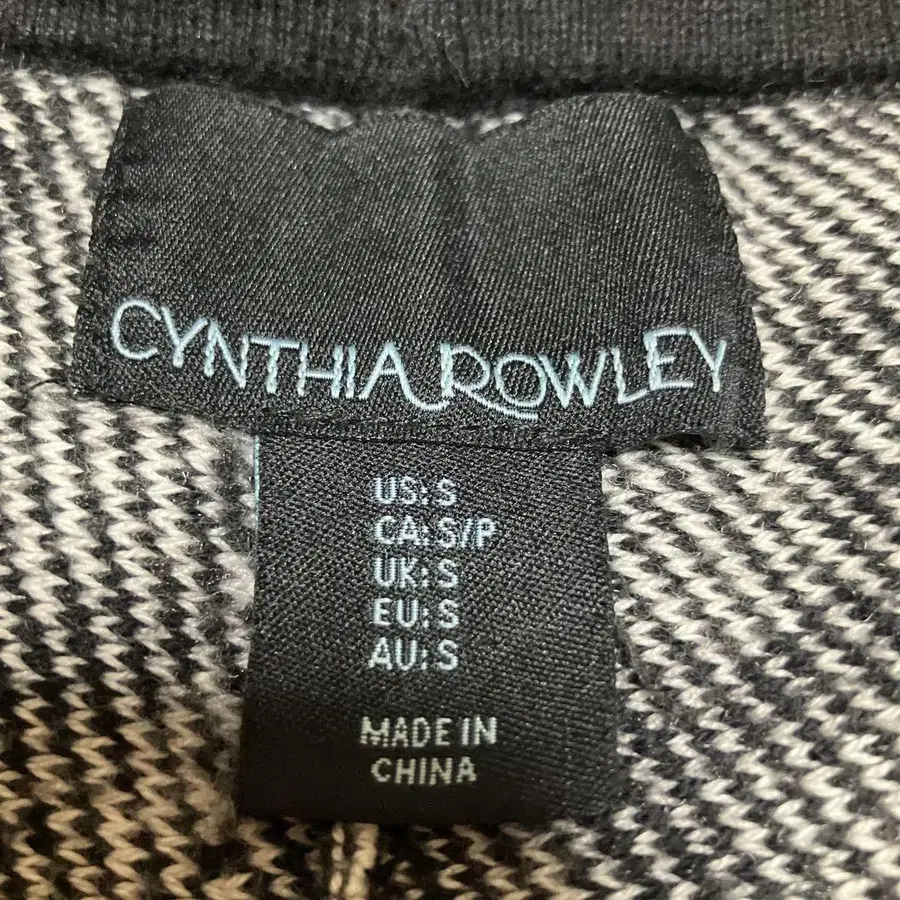 CYNTHIA ROWLEY
US: S
CA: S/P
UK: S
EU: S
AU: S
MADE IN
CHINA